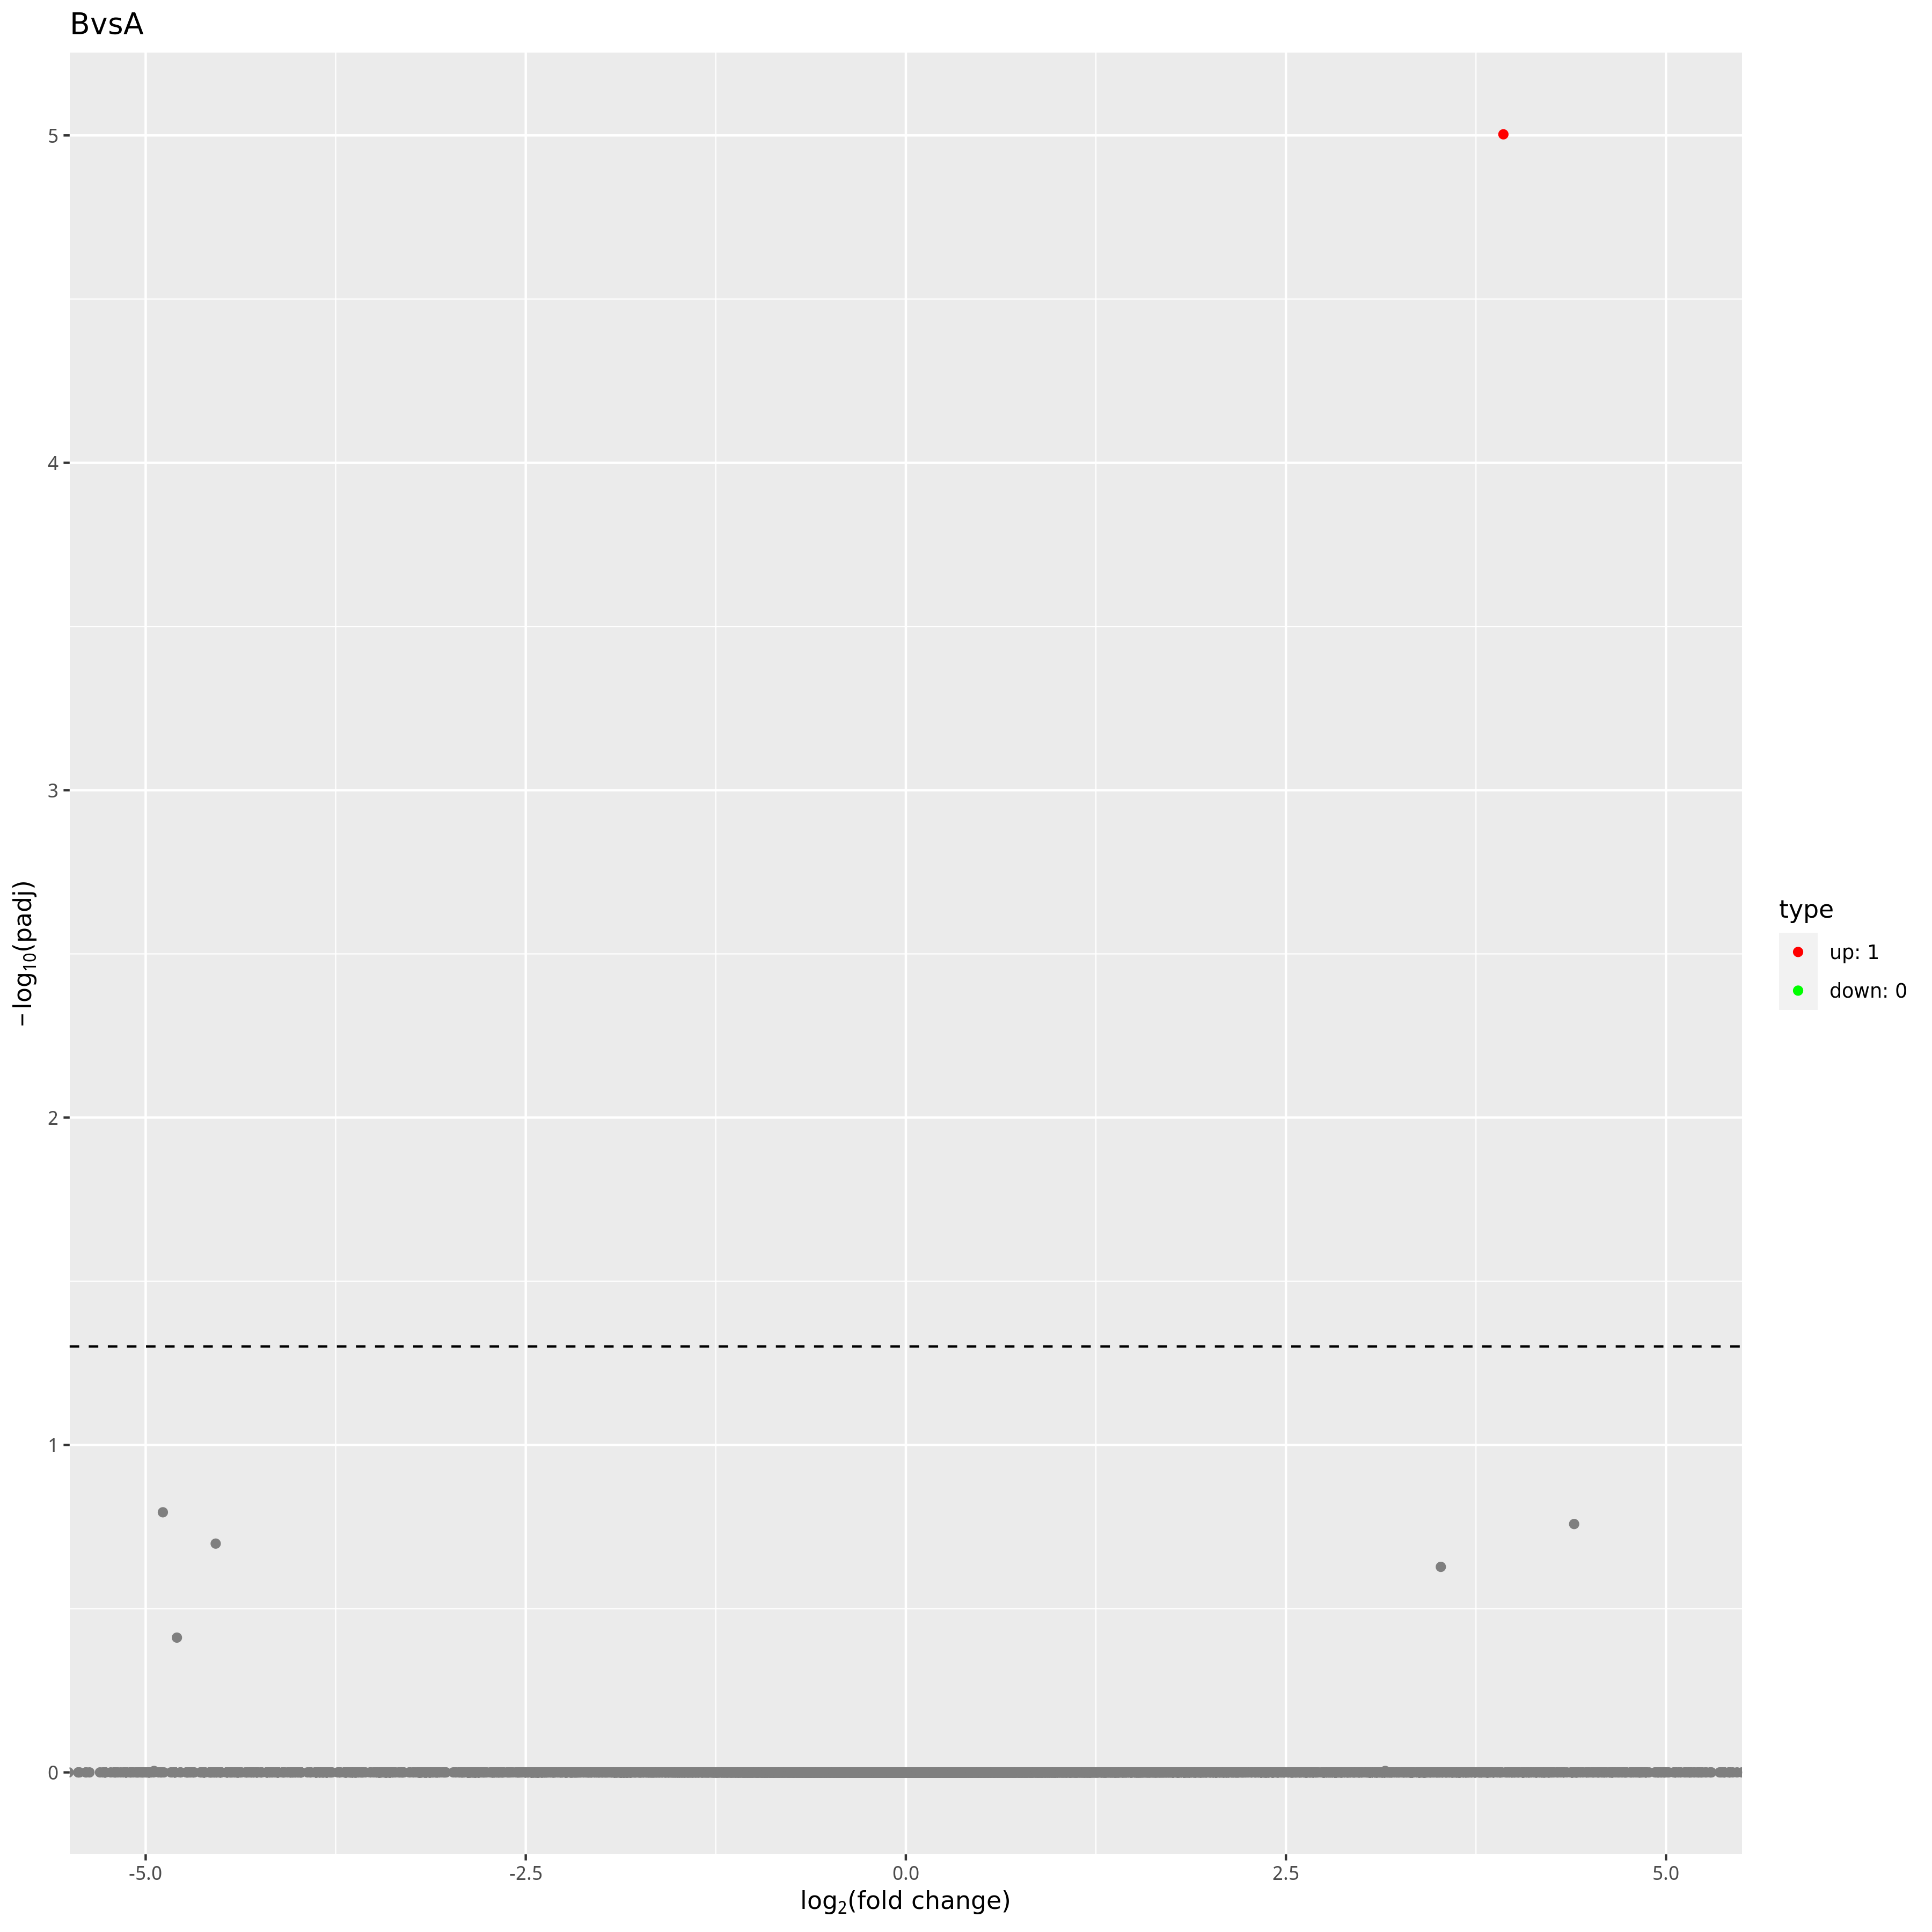 BvsA
5
4
3
2
1
0
−log₁₀(padj)
-5.0 -2.5 0.0 2.5 5.0
log₂(fold change)
type
up: 1
down: 0